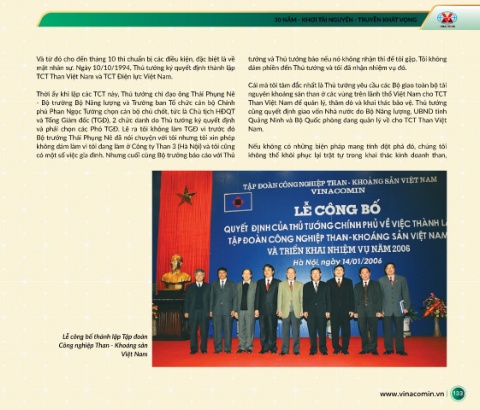 30 NĂM - KHƠI TÀI NGUYÊN - TRUYỀN KHÁT VỌNG
Và từ đó cho đến tháng 10 thì chuẩn bị các điều kiện, đặc biệt là về
mặt nhân sự. Ngày 10/10/1994, Thủ tướng ký quyết định thành lập
TCT Than Việt Nam và TCT Điện lực Việt Nam.
Thời ấy khi lập các TCT này, Thủ tướng chỉ đạo ông Thái Phụng Nê
- Bộ trưởng Bộ Năng lượng và Trưởng ban Tổ chức cán bộ Chính
phủ Phan Ngọc Tường chọn cán bộ chủ chốt, tức là Chủ tịch HĐQT
và Tổng Giám đốc (TGĐ), 2 chức danh do Thủ tướng ký quyết định
và phải chọn các Phó TGĐ. Lẽ ra tôi không làm TGĐ vì trước đó
Bộ trưởng Thái Phụng Nê đã nói chuyện với tôi nhưng tôi xin phép
không dám làm vì tôi đang làm ở Công ty Than 3 (Hà Nội) và tôi cũng
có một số việc gia đình. Nhưng cuối cùng Bộ trưởng báo cáo với Thủ
tướng và Thủ tướng bảo nếu nó không nhận thì để tôi gặp. Tôi không
dám phiền đến Thủ tướng và tôi đã nhận nhiệm vụ đó.
Cái mà tôi tâm đắc nhất là Thủ tướng yêu cầu các Bộ giao toàn bộ tài
nguyên khoáng sản than ở các vùng trên lãnh thổ Việt Nam cho TCT
Than Việt Nam để quản lý, thăm dò và khai thác bảo vệ. Thủ tướng
cũng quyết định giao vốn Nhà nước do Bộ Năng lượng, UBND tỉnh
Quảng Ninh và Bộ Quốc phòng đang quản lý về cho TCT Than Việt
Nam.
Nếu không có những biện pháp mang tính đột phá đó, chúng tôi
không thể khôi phục lại trật tự trong khai thác kinh doanh than,
TẬP ĐOÀN CÔNG NGHIỆP THAN - KHOÁNG SẢN VIỆT NAM
VINACOMIN
LỄ CÔNG BỐ
QUYẾT ĐỊNH CỦA THỦ TƯỚNG CHÍNH PHỦ VỀ VIỆC THÀNH LẬ
TẬP ĐOÀN CÔNG NGHIỆP THAN-KHOÁNG SẢN VIỆT NAM
VÀ TRIỂN KHAI NHIỆM VỤ NĂM 2006
Hà Nội, ngày 14/01/2006
Lễ công bố thành lập Tập đoàn
Công nghiệp Than - Khoáng sản
Việt Nam
www.vinacomin.vn 133